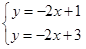 y = −2x+1
y = −2x+3